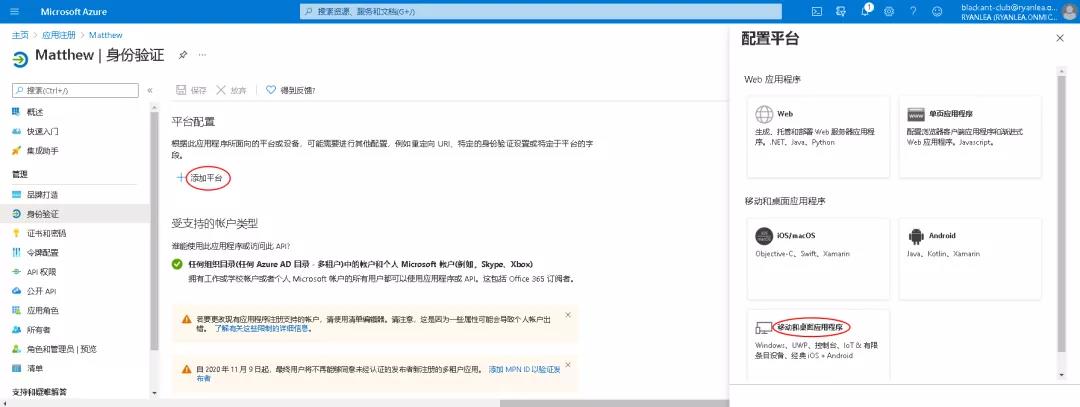 Microsoft Azure
搜索资源、服务和文档(G+/)
1
blackant-club@ryanlea.o...
RYANLEA (RYANLEA.ONMIC...
主页 > 应用注册 > Matthew
Matthew | 身份验证
搜索(Ctrl+/)
概述
快速入门
集成助手
管理
品牌打造
身份验证
证书和密码
令牌配置
API 权限
公开 API
应用角色
所有者
角色和管理员 | 预览
清单
支持和疑难解答
保存
放弃
得到反馈?
平台配置
根据此应用程序所面向的平台或设备，可能需要进行其他配置，例如重定向 URI、特定的身份验证设置或特定于平台的字
段。
添加平台
受支持的帐户类型
谁能使用此应用程序或访问此 API?
任何组织目录(任何 Azure AD 目录 - 多租户)中的帐户和个人 Microsoft 帐户(例如，Skype、Xbox)
拥有工作或学校帐户或者个人 Microsoft 帐户的所有用户都可以使用应用程序或 API。这包括 Office 365 订阅者。
若要更改现有应用程序注册支持的帐户，请使用清单编辑器。请注意，这是因为一些属性可能会导致个人帐户出
错。 了解有关这些限制的详细信息。
自 2020 年 11 月 9 日起，最终用户将不再能够同意未经认证的发布者新注册的多租户应用。 添加 MPN ID 以验证发
布者
配置平台
Web 应用程序
Web
生成、托管和部署 Web 服务器应用程
序。.NET、Java、Python
单页应用程序
配置浏览器客户端应用程序和渐进式
Web 应用程序。Javascript。
移动和桌面应用程序
iOS/macOS
Objective-C、Swift、Xamarin
Android
Java、Kotlin、Xamarin
移动和桌面应用程序
Windows、UWP、控制台、IoT & 有限
条目设备、经典 iOS + Android